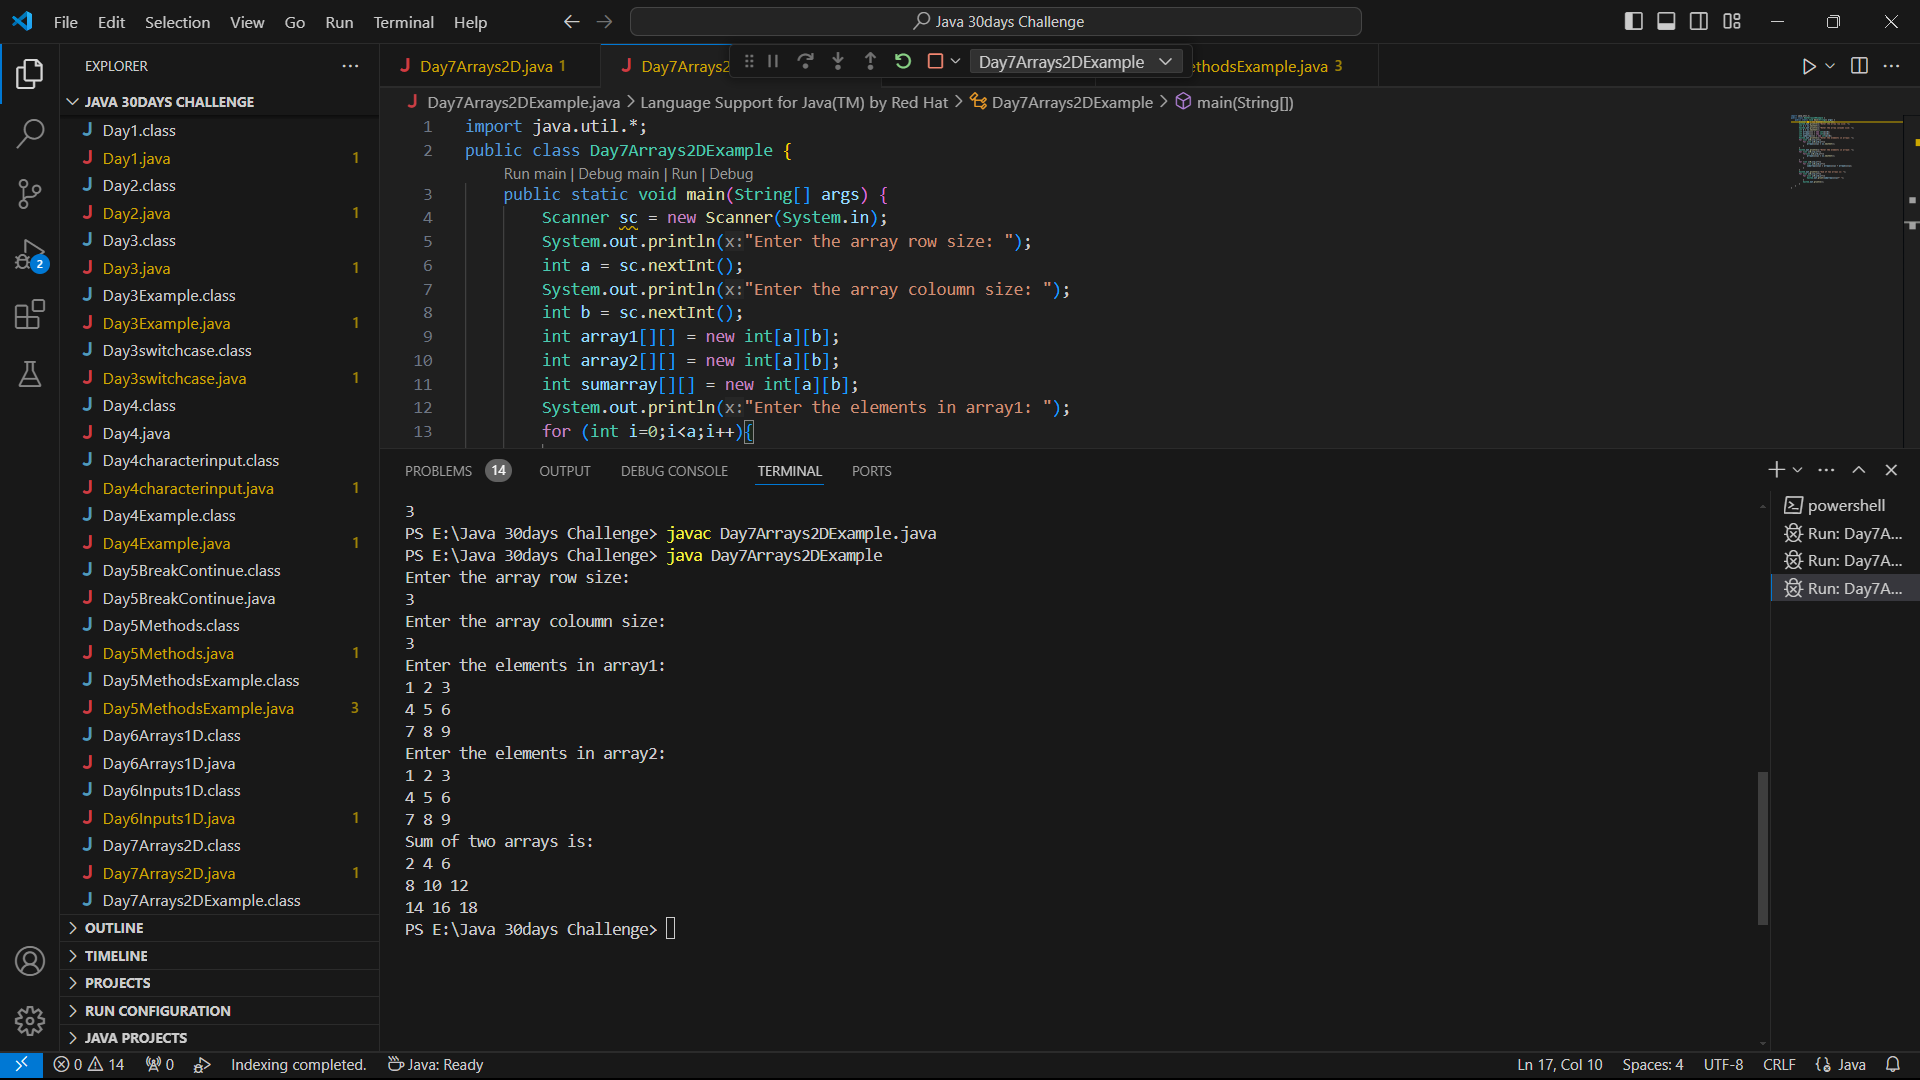 File Edit Selection View Go Run Terminal Help
Java 30days Challenge
EXPLORER
JAVA 30DAYS CHALLENGE
Day1.class
Day1.java 1
Day2.class
Day2.java 1
Day3.class
Day3.java 1
Day3Example.class
Day3Example.java 1
Day3switchcase.class
Day3switchcase.java 1
Day4.class
Day4.java
Day4characterinput.class
Day4characterinput.java 1
Day4Example.class
Day4Example.java 1
Day5BreakContinue.class
Day5BreakContinue.java
Day5Methods.class
Day5Methods.java 1
Day5MethodsExample.class
Day5MethodsExample.java 3
Day6Arrays1D.class
Day6Arrays1D.java
Day6Inputs1D.class
Day6Inputs1D.java 1
Day7Arrays2D.class
Day7Arrays2D.java 1
Day7Arrays2DExample.class
OUTLINE
TIMELINE
PROJECTS
RUN CONFIGURATION
JAVA PROJECTS
2
Day7Arrays2D.java 1
Day7Arrays2
Day7Arrays2DExample
thodsExample.java 3
Day7Arrays2DExample.java > Language Support for Java(TM) by Red Hat > Day7Arrays2DExample > main(String[])
1 import java.util.*;
2 public class Day7Arrays2DExample {
Run main | Debug main | Run | Debug
3 public static void main(String[] args) {
4 Scanner sc = new Scanner(System.in);
5 System.out.println(x:"Enter the array row size: ");
6 int a = sc.nextInt();
7 System.out.println(x:"Enter the array coloumn size: ");
8 int b = sc.nextInt();
9 int array1[][] = new int[a][b];
10 int array2[][] = new int[a][b];
11 int sumarray[][] = new int[a][b];
12 System.out.println(x:"Enter the elements in array1: ");
13 for (int i=0;i<a;i++){
PROBLEMS 14 OUTPUT DEBUG CONSOLE TERMINAL PORTS
3
PS E:\Java 30days Challenge> javac Day7Arrays2DExample.java
PS E:\Java 30days Challenge> java Day7Arrays2DExample
Enter the array row size:
3
Enter the array coloumn size:
3
Enter the elements in array1:
1 2 3
4 5 6
7 8 9
Enter the elements in array2:
1 2 3
4 5 6
7 8 9
Sum of two arrays is:
2 4 6
8 10 12
14 16 18
PS E:\Java 30days Challenge>
powershell
Run: Day7A...
Run: Day7A...
Run: Day7A...
0 14 0 Indexing completed. Java: Ready
Ln 17, Col 10 Spaces: 4 UTF-8 CRLF Java